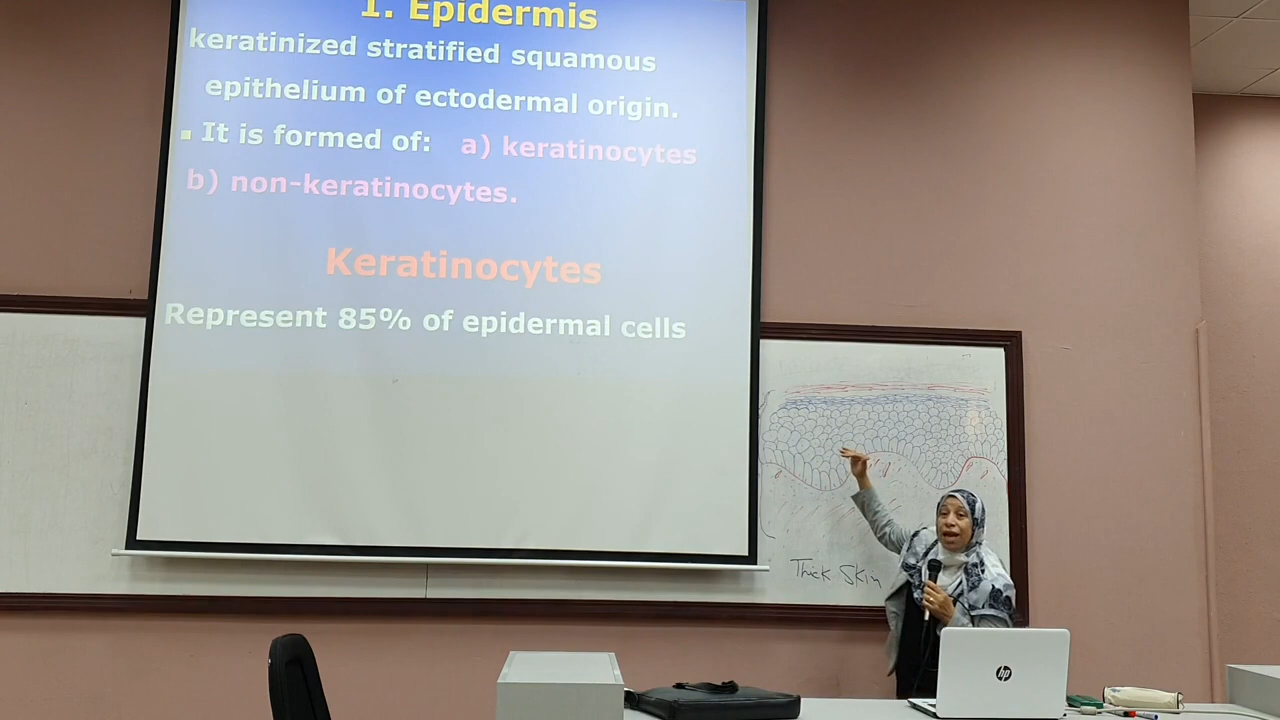 1. Epidermis
keratinized stratified squamous
epithelium of ectodermal origin.
▪ It is formed of: a) keratinocytes
b) non-keratinocytes.
Keratinocytes
Represent 85% of epidermal cells
Thick Skin
hp